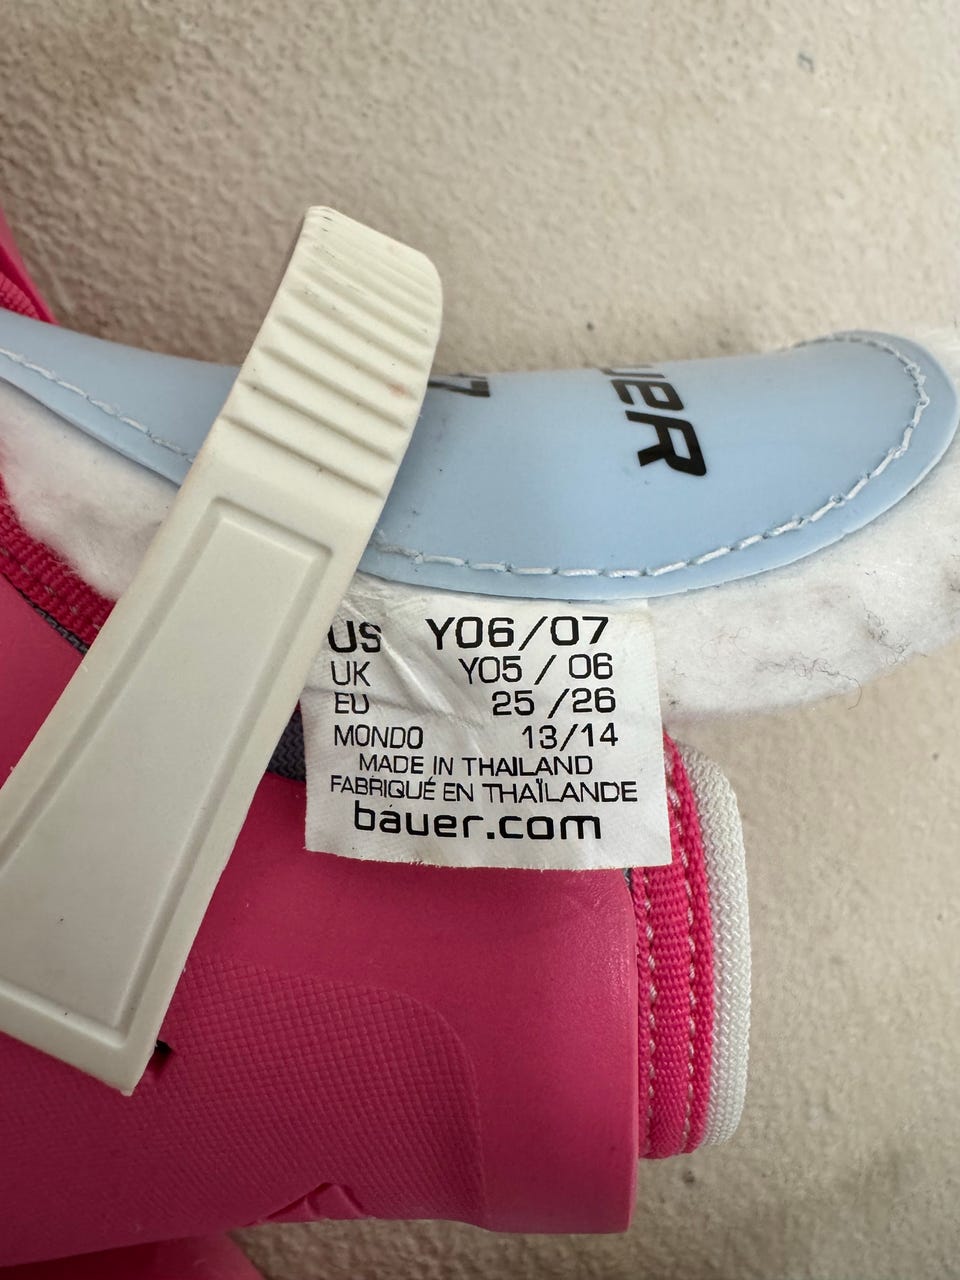 US Y06/07
UK Y05 / 06
EU 25 /26
MONDO 13/14
MADE IN THAILAND
FABRIQUÉ EN THAÏLANDE
bauer.com